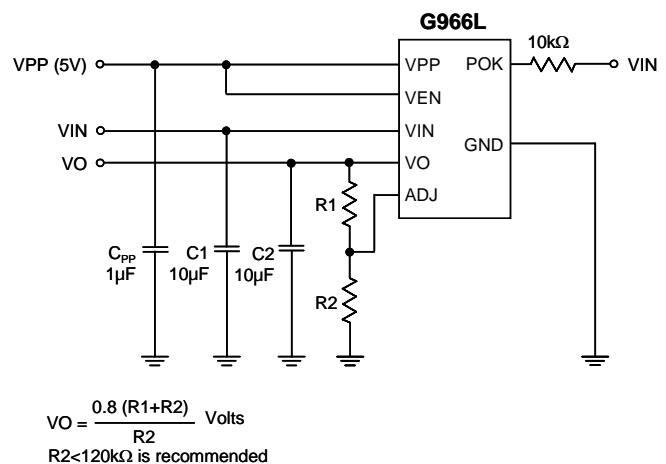 G966L
10kΩ
VPP (5V)
VPP
POK
VIN
VEN
VIN
VIN
GND
VO
VO
ADJ
R1
C_PP
1µF
C1
10µF
C2
10µF
R2
VO = 0.8 (R1+R2) / R2 Volts
R2<120kΩ is recommended